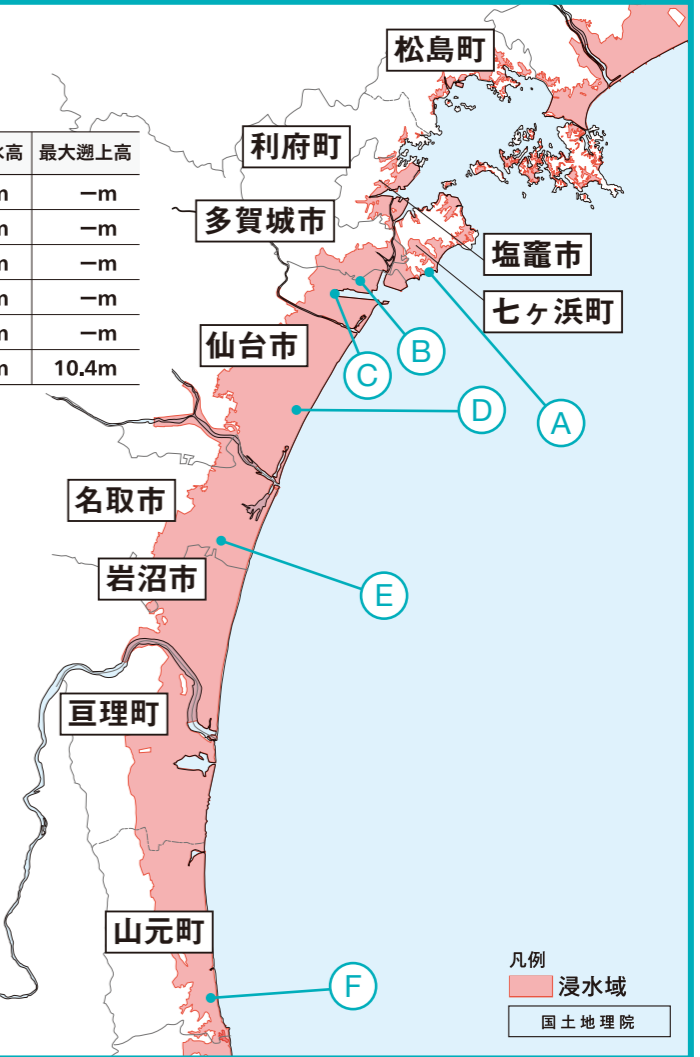 松島町
水高 最大遡上高
m －m
m －m
m －m
m －m
m －m
m 10.4m
利府町
多賀城市
塩竈市
七ヶ浜町
仙台市
B
C
D
A
名取市
E
岩沼市
亘理町
山元町
F
凡例
浸水域
国土地理院